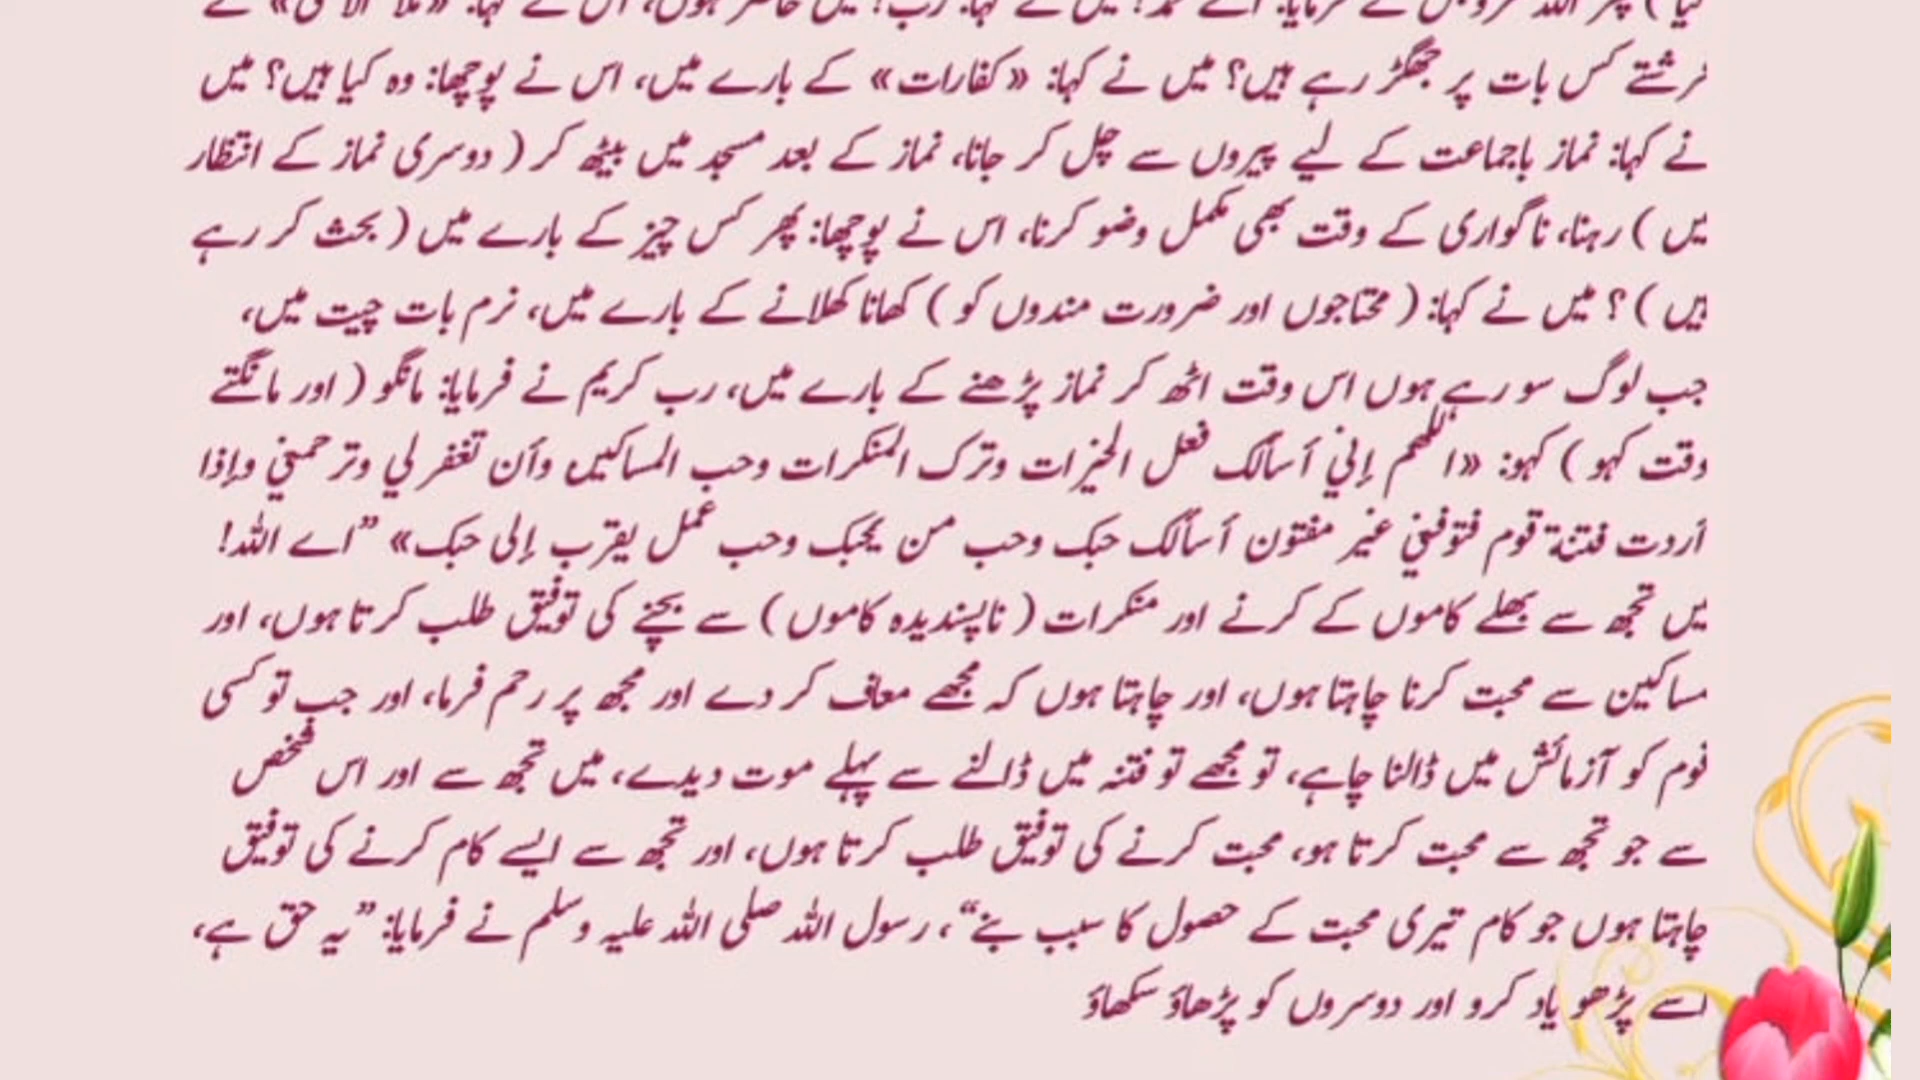 فرشتے کس بات پر جھگڑ رہے ہیں؟ میں نے کہا: «کفارات» کے بارے میں، اس نے پوچھا: وہ کیا ہیں؟ میں
نے کہا: نماز باجماعت کے لیے پیروں سے چل کر جانا، نماز کے بعد مسجد میں بیٹھ کر ( دوسری نماز کے انتظار
میں ) رہنا، ناگواری کے وقت بھی مکمل وضو کرنا، اس نے پوچھا: پھر کس چیز کے بارے میں ( بحث کر رہے
ہیں ) ؟ میں نے کہا: ( محتاجوں اور ضرورت مندوں کو ) کھانا کھلانے کے بارے میں، نرم بات چیت میں،
جب لوگ سو رہے ہوں اس وقت اٹھ کر نماز پڑھنے کے بارے میں، رب کریم نے فرمایا: مانگو ( اور مانگتے
وقت کہو ) کہو: «اللهم إني أسألك فعل الخيرات وترك المنكرات وحب المساكين وأن تغفر لي وترحمني وإذا
أردت فتنة قوم فتوفني غير مفتون أسألك حبك وحب من يحبك وحب عمل يقرب إلى حبك» ”اے اللہ!
میں تجھ سے بھلے کاموں کے کرنے اور منکرات ( ناپسندیدہ کاموں ) سے بچنے کی توفیق طلب کرتا ہوں، اور
مساکین سے محبت کرنا چاہتا ہوں، اور چاہتا ہوں کہ مجھے معاف کر دے اور مجھ پر رحم فرما، اور جب تو کسی
قوم کو آزمائش میں ڈالنا چاہے، تو مجھے تو فتنہ میں ڈالنے سے پہلے موت دیدے، میں تجھ سے اور اس شخص
سے جو تجھ سے محبت کرتا ہو، محبت کرنے کی توفیق طلب کرتا ہوں، اور تجھ سے ایسے کام کرنے کی توفیق
چاہتا ہوں جو کام تیری محبت کے حصول کا سبب بنے“، رسول اللہ صلی اللہ علیہ وسلم نے فرمایا: ”یہ حق ہے،
اسے پڑھو یاد کرو اور دوسروں کو پڑھاؤ سکھاؤ